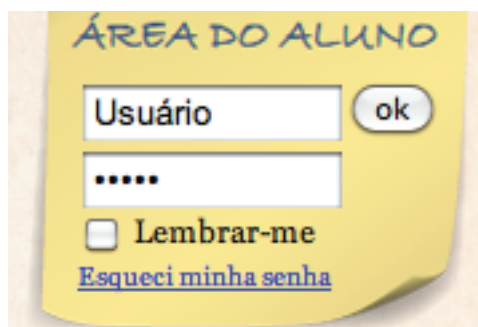 ÁREA DO ALUNO
Usuário
ok
•••••
Lembrar-me
Esqueci minha senha